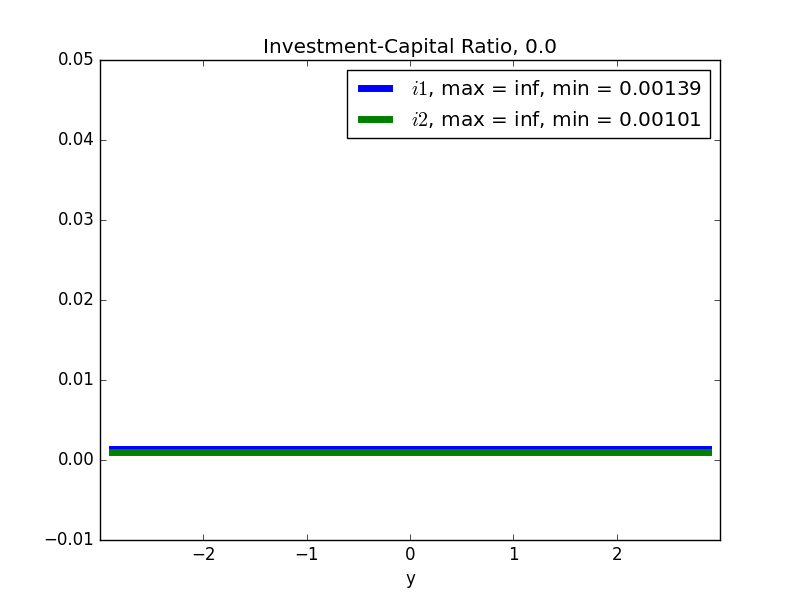 Investment-Capital Ratio, 0.0
i1, max = inf, min = 0.00139
i2, max = inf, min = 0.00101
0.05
0.04
0.03
0.02
0.01
0.00
−0.01
−2 −1 0 1 2
y